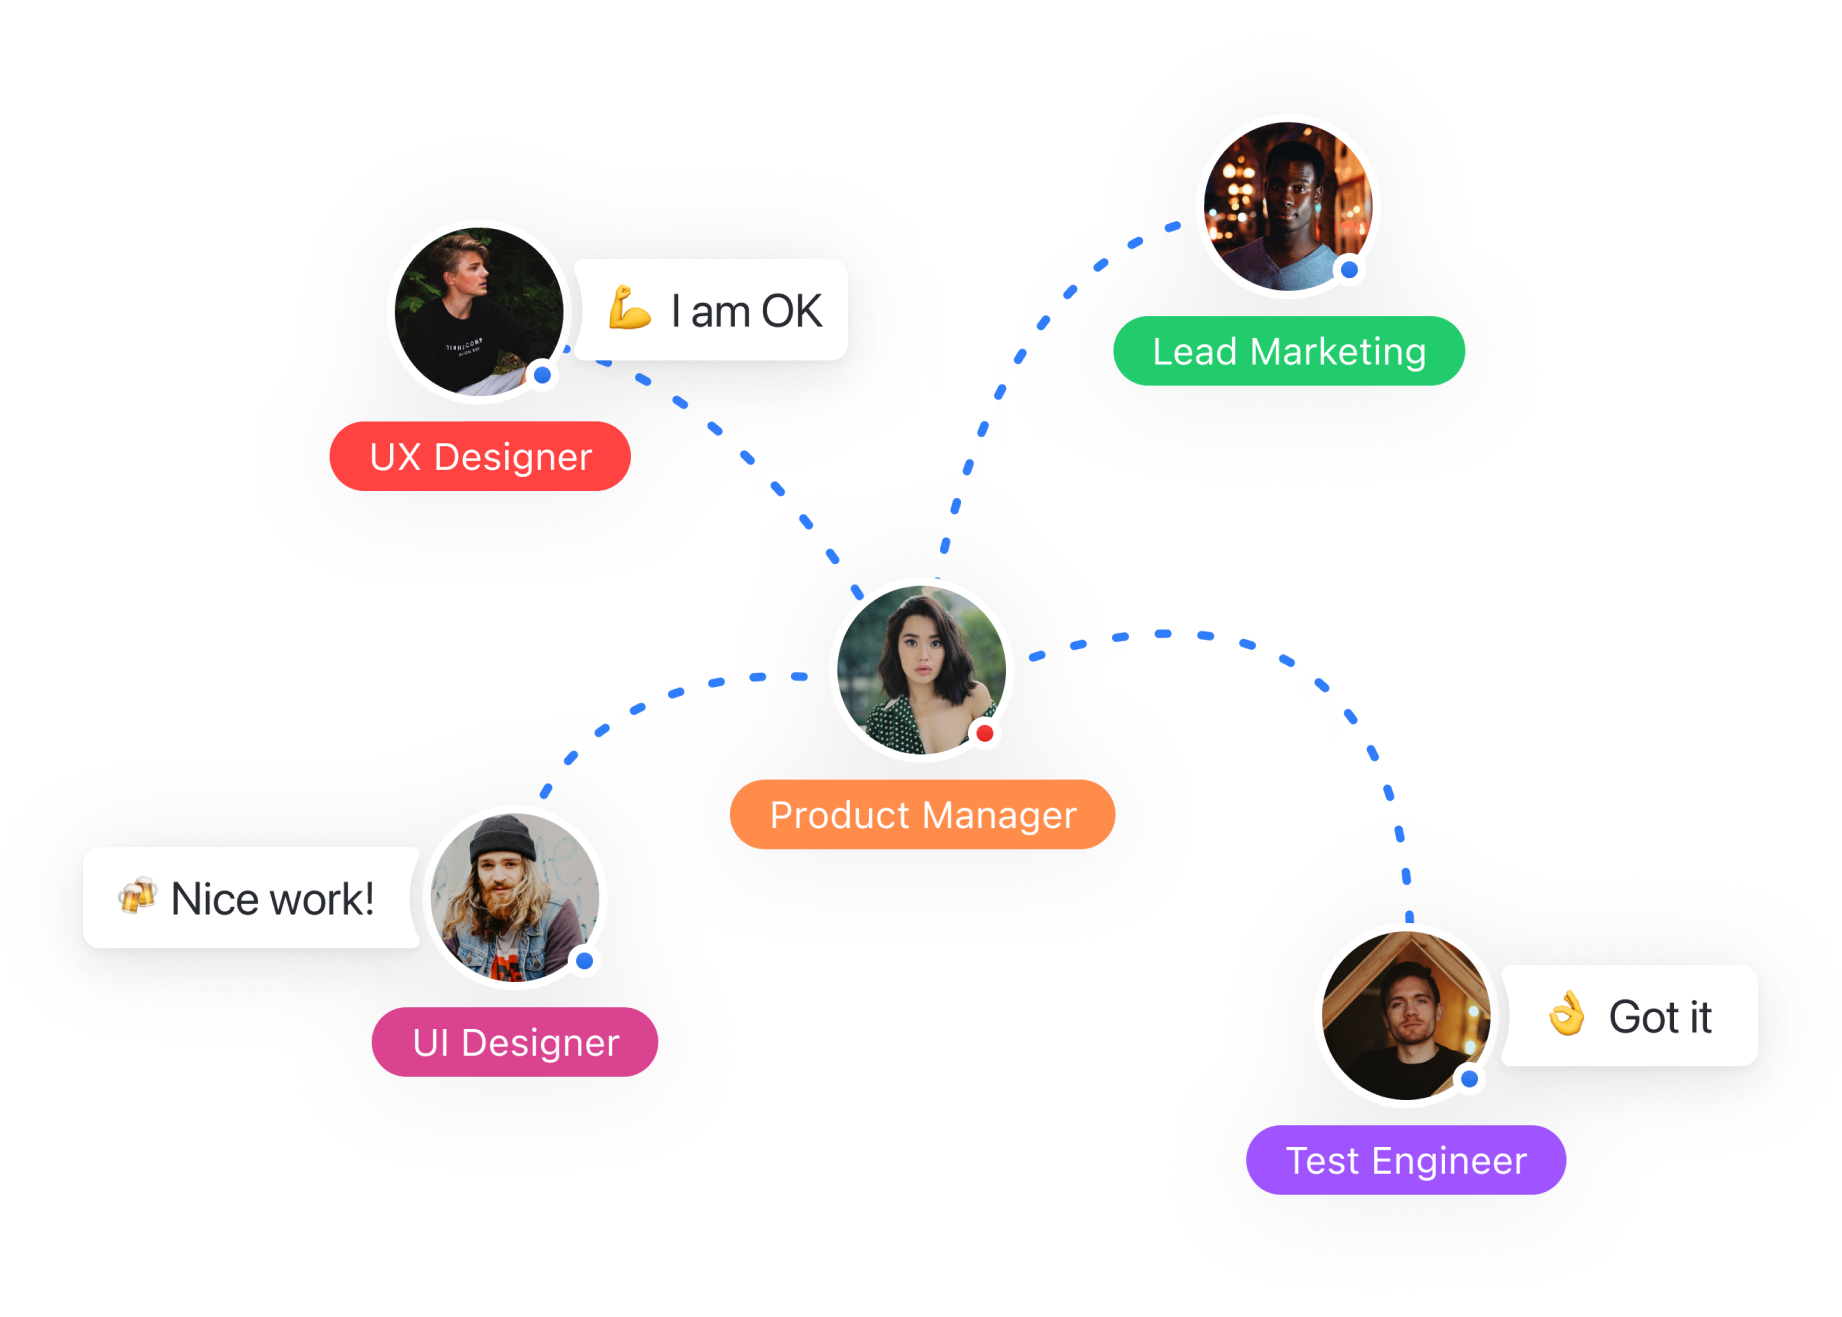 Lead Marketing
💪 I am OK
UX Designer
Product Manager
🍻 Nice work!
UI Designer
👌 Got it
Test Engineer